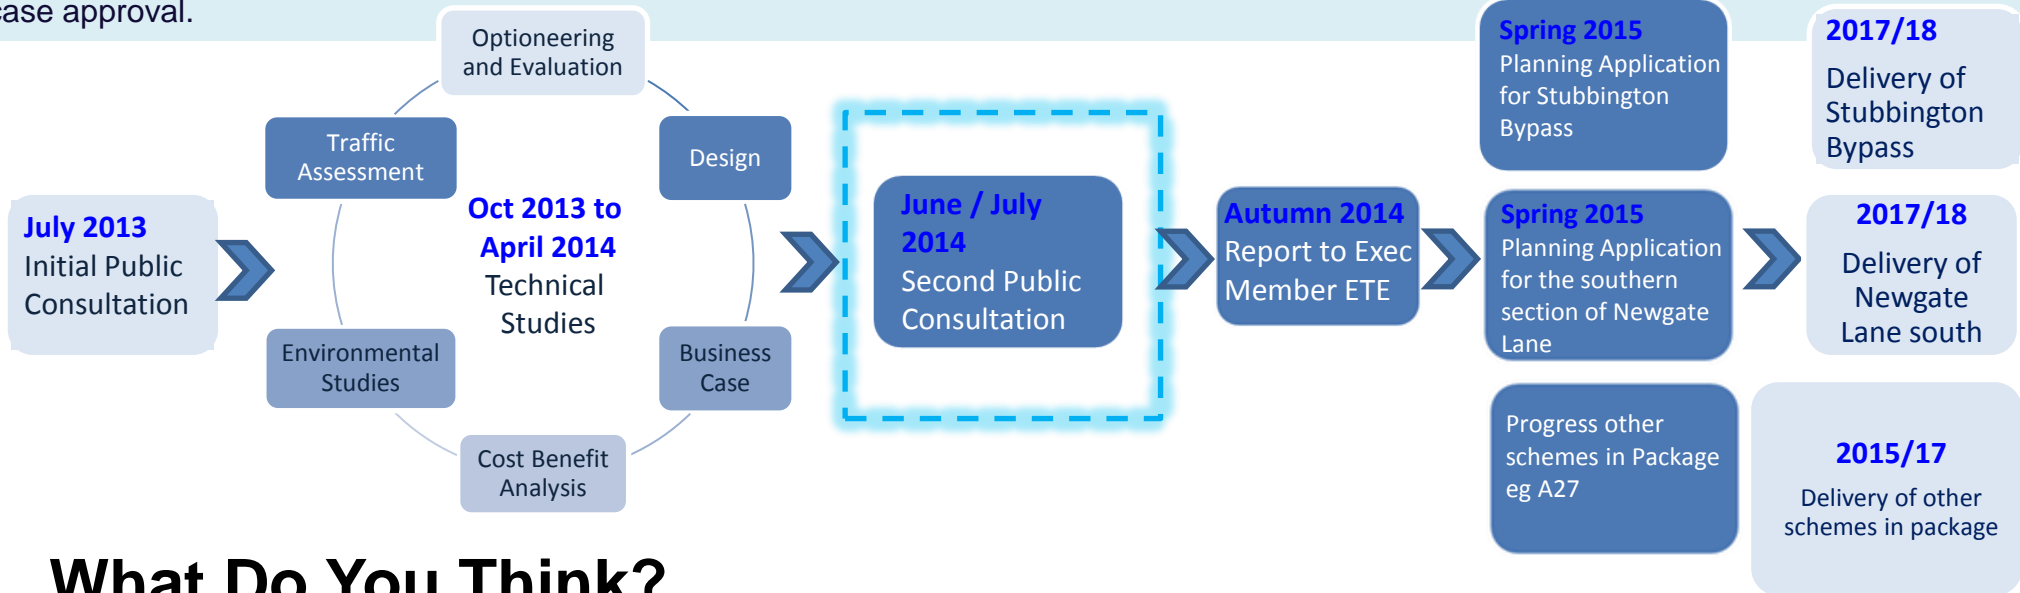 case approval.
July 2013
Initial Public
Consultation
Optioneering
and Evaluation
Traffic
Assessment
Design
Oct 2013 to
April 2014
Technical
Studies
Environmental
Studies
Business
Case
Cost Benefit
Analysis
June / July
2014
Second Public
Consultation
Autumn 2014
Report to Exec
Member ETE
Spring 2015
Planning Application
for Stubbington
Bypass
2017/18
Delivery of
Stubbington
Bypass
Spring 2015
Planning Application
for the southern
section of Newgate
Lane
2017/18
Delivery of
Newgate
Lane south
Progress other
schemes in Package
eg A27
2015/17
Delivery of other
schemes in package
What Do You Think?